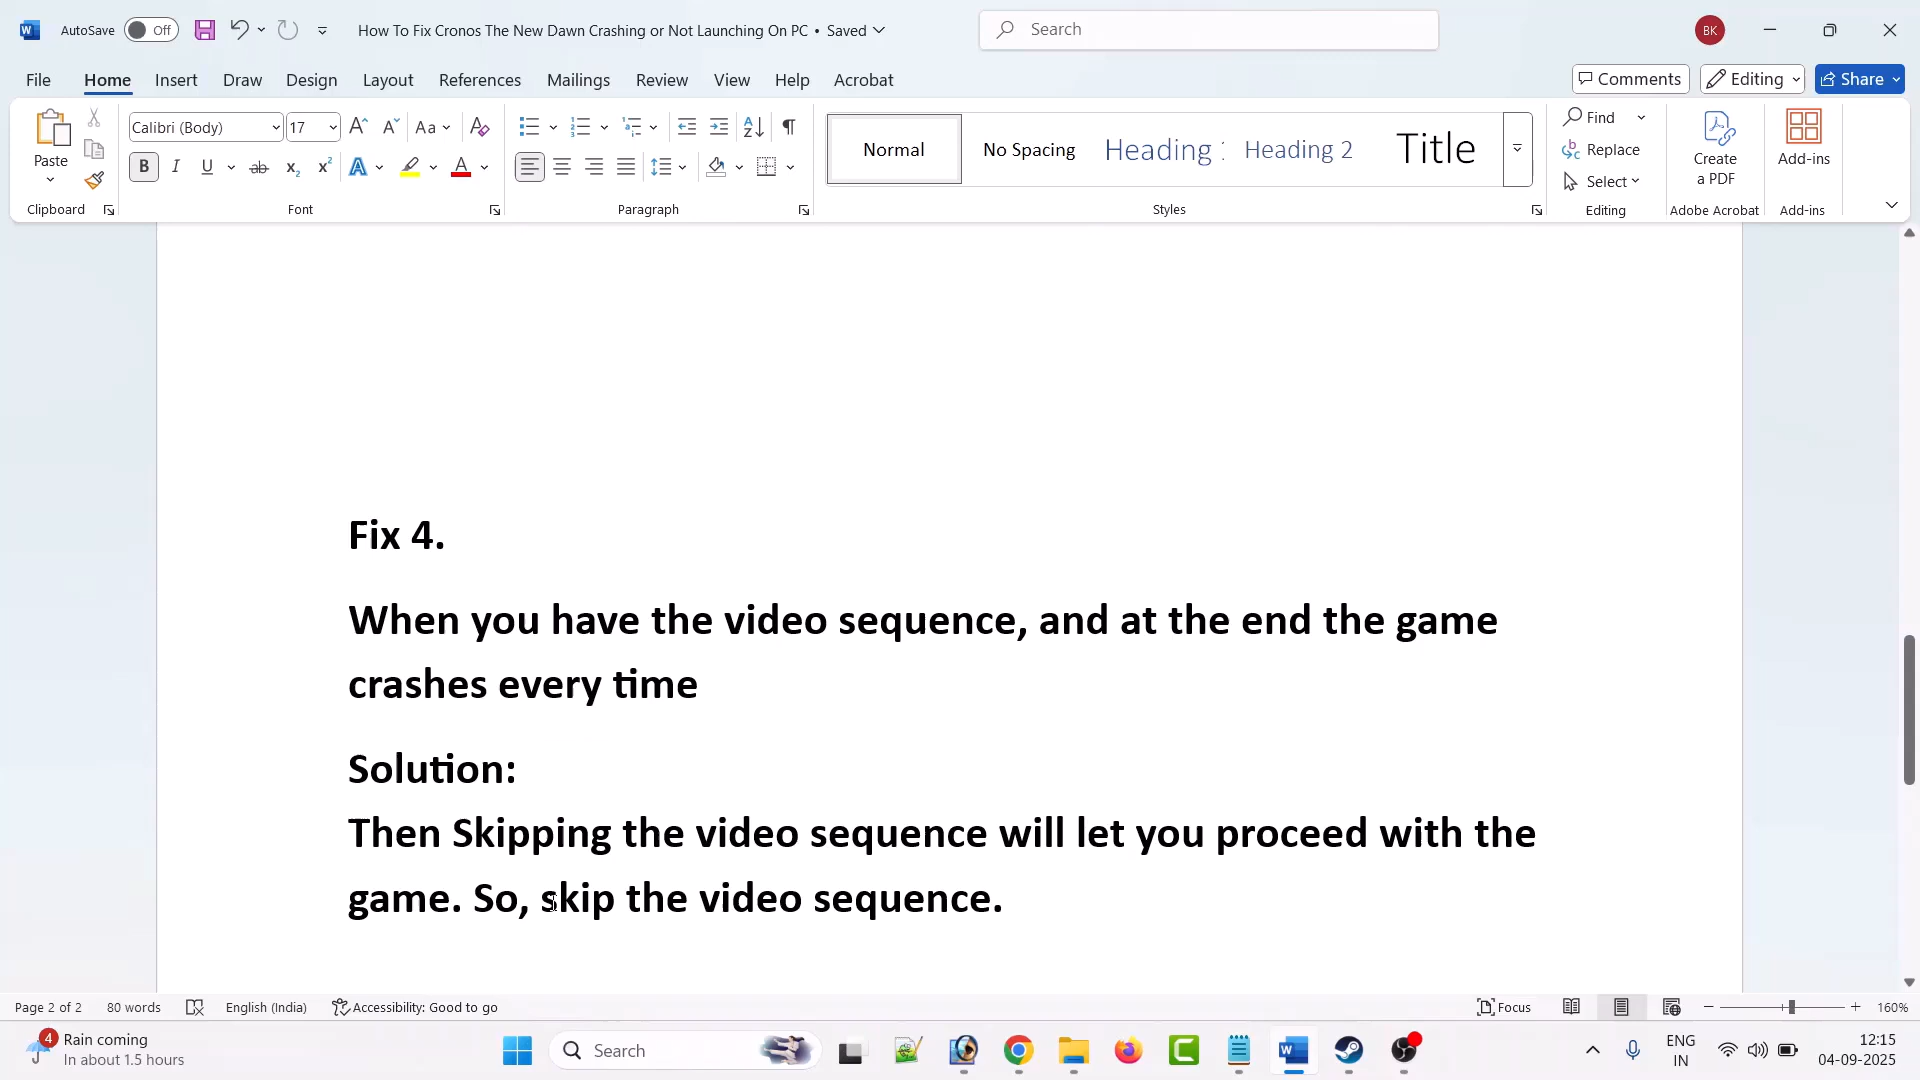 AutoSave Off How To Fix Cronos The New Dawn Crashing or Not Launching On PC • Saved Search BK
File Home Insert Draw Design Layout References Mailings Review View Help Acrobat Comments Editing Share
Paste
Clipboard
Calibri (Body) 17
Aa
B I U ab x₂ x² A A
Font
Paragraph
Normal No Spacing Heading Heading 2 Title
Styles
Find
Replace
Select
Editing
Create
a PDF
Adobe Acrobat
Add-ins
Add-ins
Fix 4.
When you have the video sequence, and at the end the game
crashes every time
Solution:
Then Skipping the video sequence will let you proceed with the
game. So, skip the video sequence.
Page 2 of 2 80 words English (India) Accessibility: Good to go Focus 160%
4
Rain coming
In about 1.5 hours
Search
ENG
IN
12:15
04-09-2025